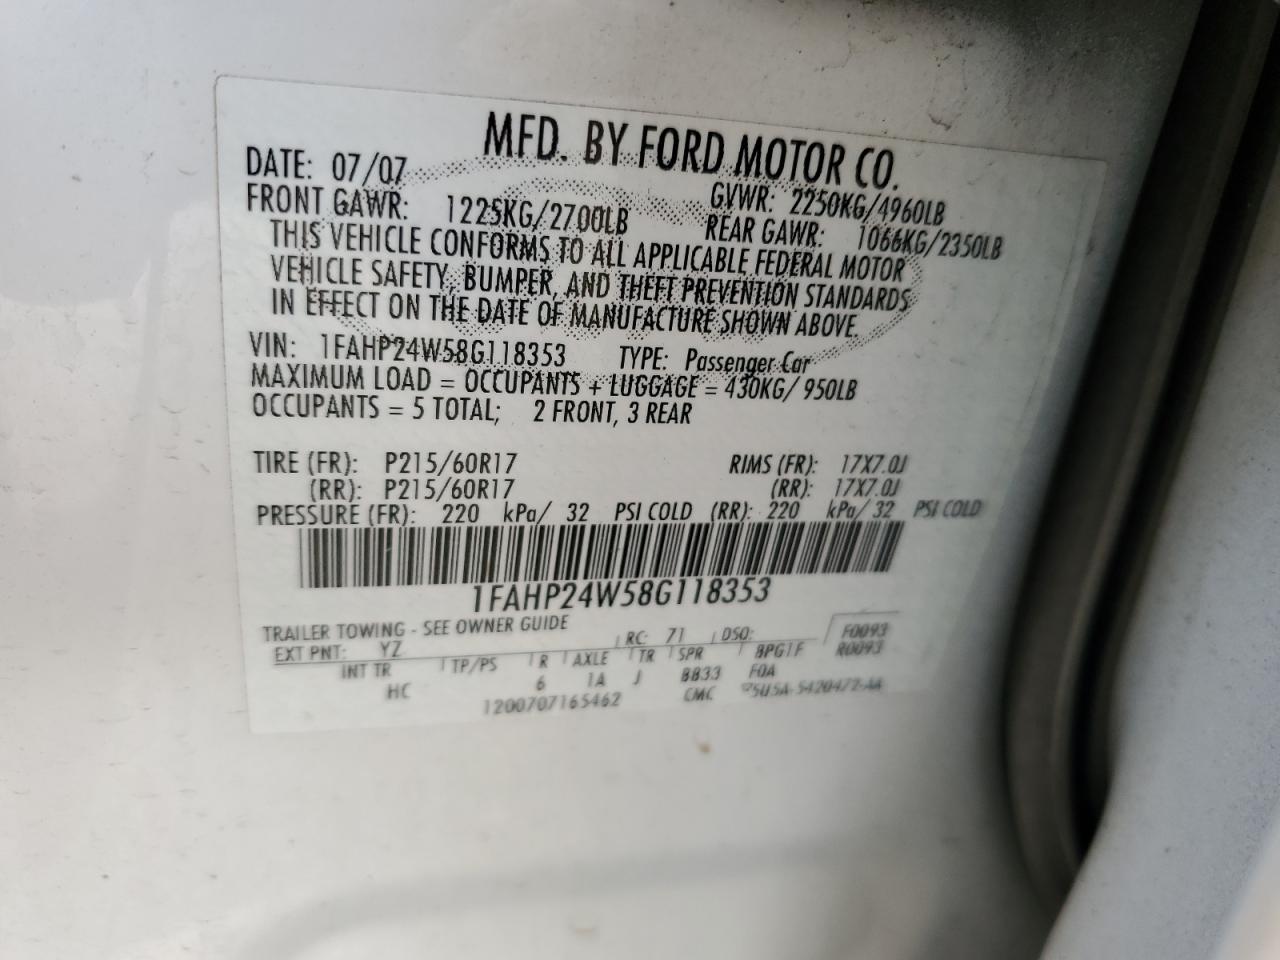 MFD. BY FORD MOTOR CO.
DATE: 07/07 GVWR: 2250KG/4960LB
FRONT GAWR: 1225KG/2700LB REAR GAWR: 1066KG/2350LB
THIS VEHICLE CONFORMS TO ALL APPLICABLE FEDERAL MOTOR
VEHICLE SAFETY, BUMPER, AND THEFT PREVENTION STANDARDS
IN EFFECT ON THE DATE OF MANUFACTURE SHOWN ABOVE.
VIN: 1FAHP24W58G118353 TYPE: Passenger Car
MAXIMUM LOAD = OCCUPANTS + LUGGAGE = 430KG/ 950LB
OCCUPANTS = 5 TOTAL; 2 FRONT, 3 REAR
TIRE (FR): P215/60R17 RIMS (FR): 17X7.0J
(RR): P215/60R17 (RR): 17X7.0J
PRESSURE (FR): 220 kPa/ 32 PSI COLD (RR): 220 kPa/ 32 PSI COLD
1FAHP24W58G118353
TRAILER TOWING - SEE OWNER GUIDE
EXT PNT: YZ RC: 71 DSO: F0093
R0093
INT TR TP/PS R AXLE TR SPR BPG1F
HC 6 1A J BB33 FOA
1200707165462 CMC 5U5A-5420472-AA